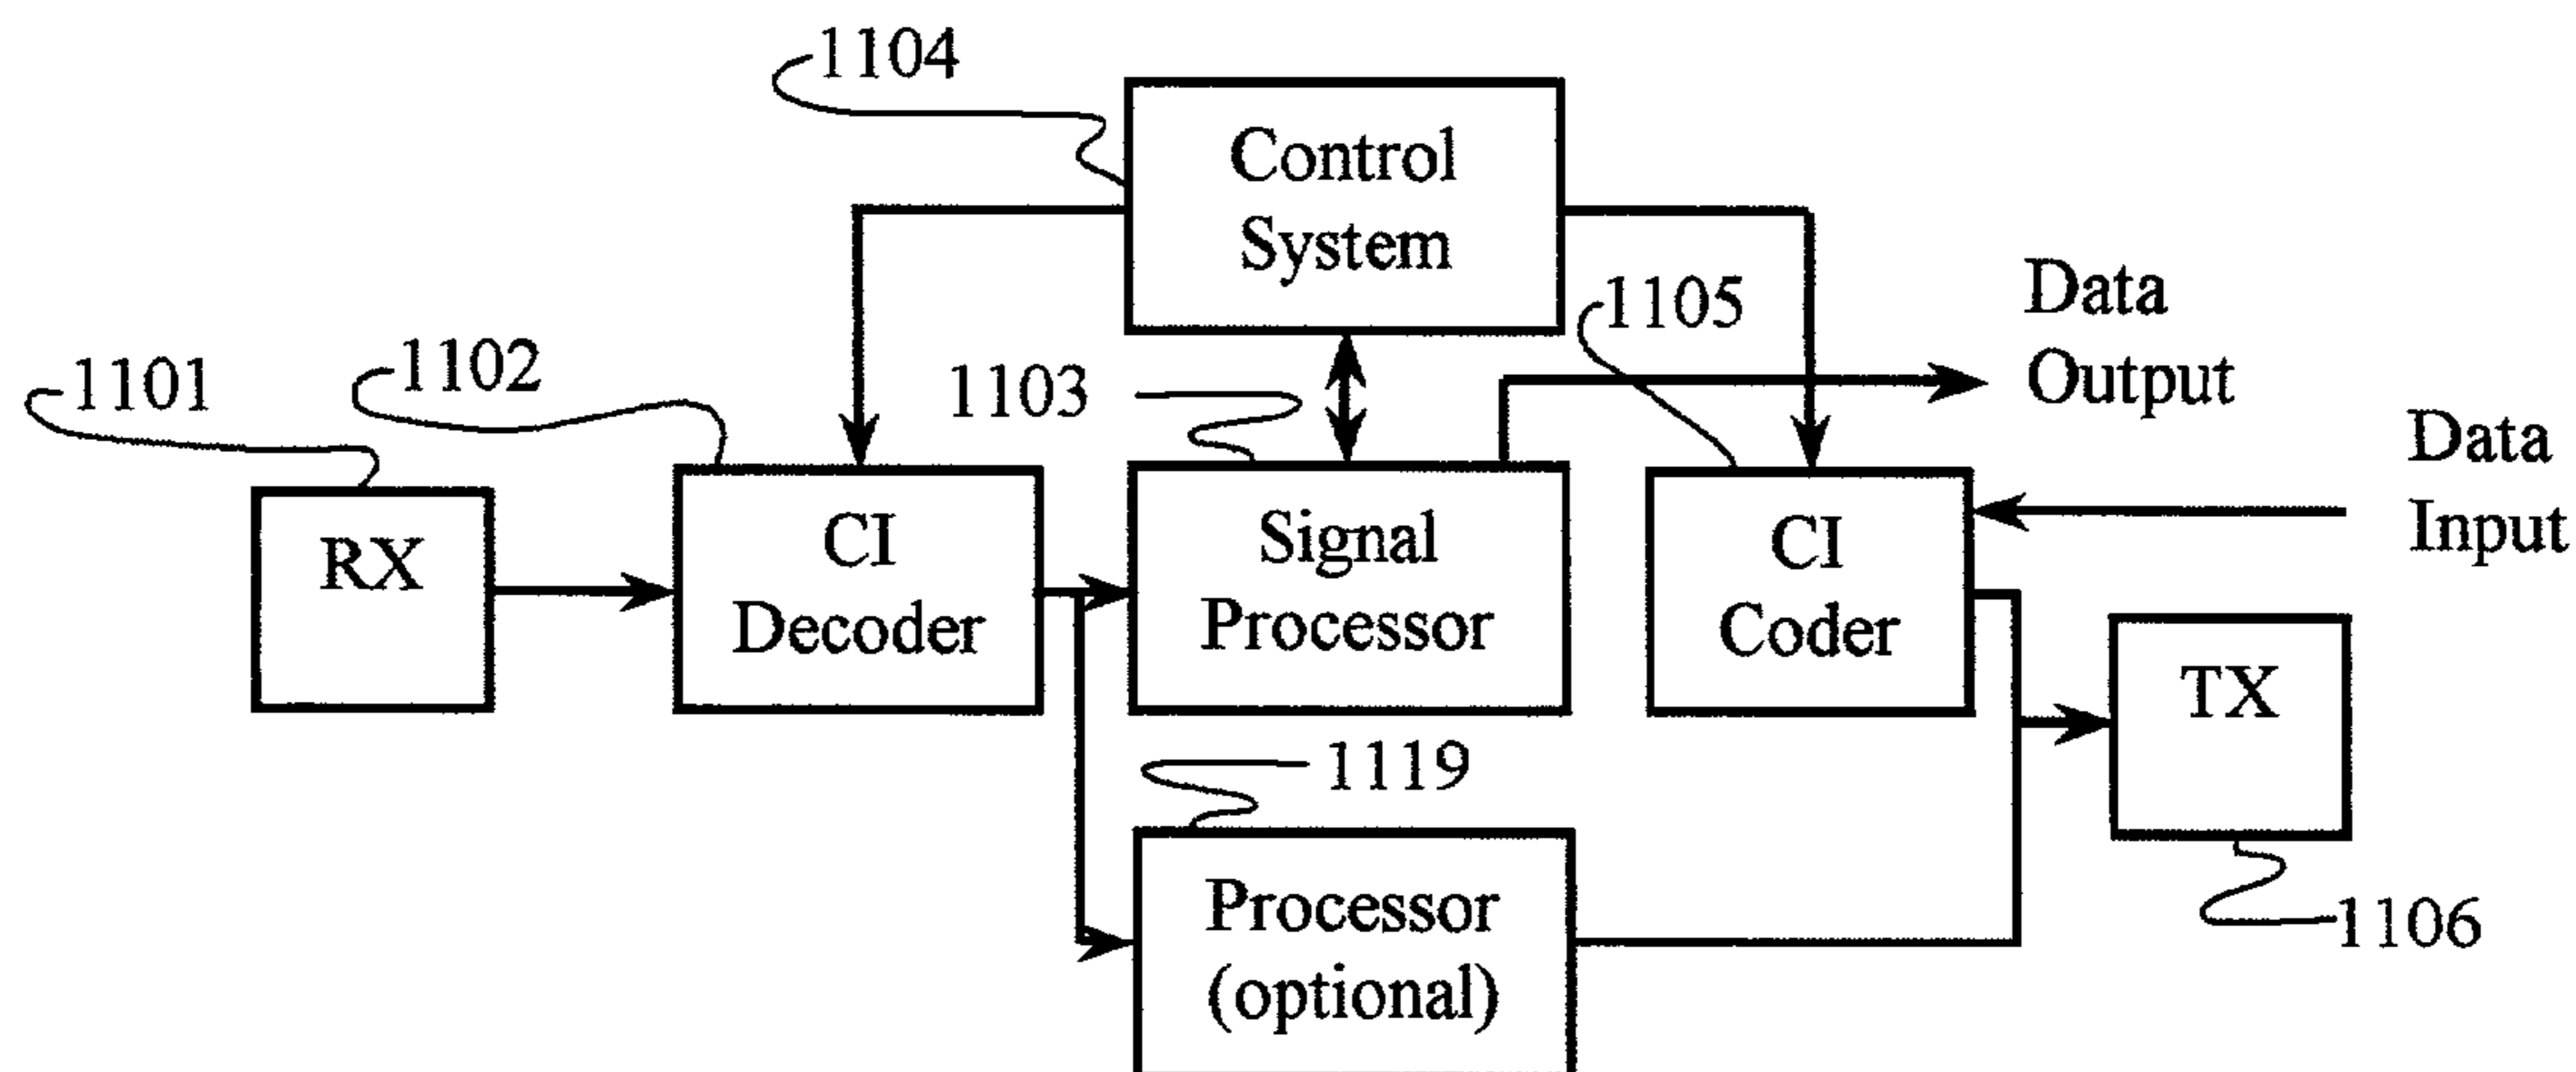 1104
Control
System
Data
Output
1105
1101
1102
1103
Data
Input
RX
CI
Decoder
Signal
Processor
CI
Coder
TX
1119
Processor
(optional)
1106